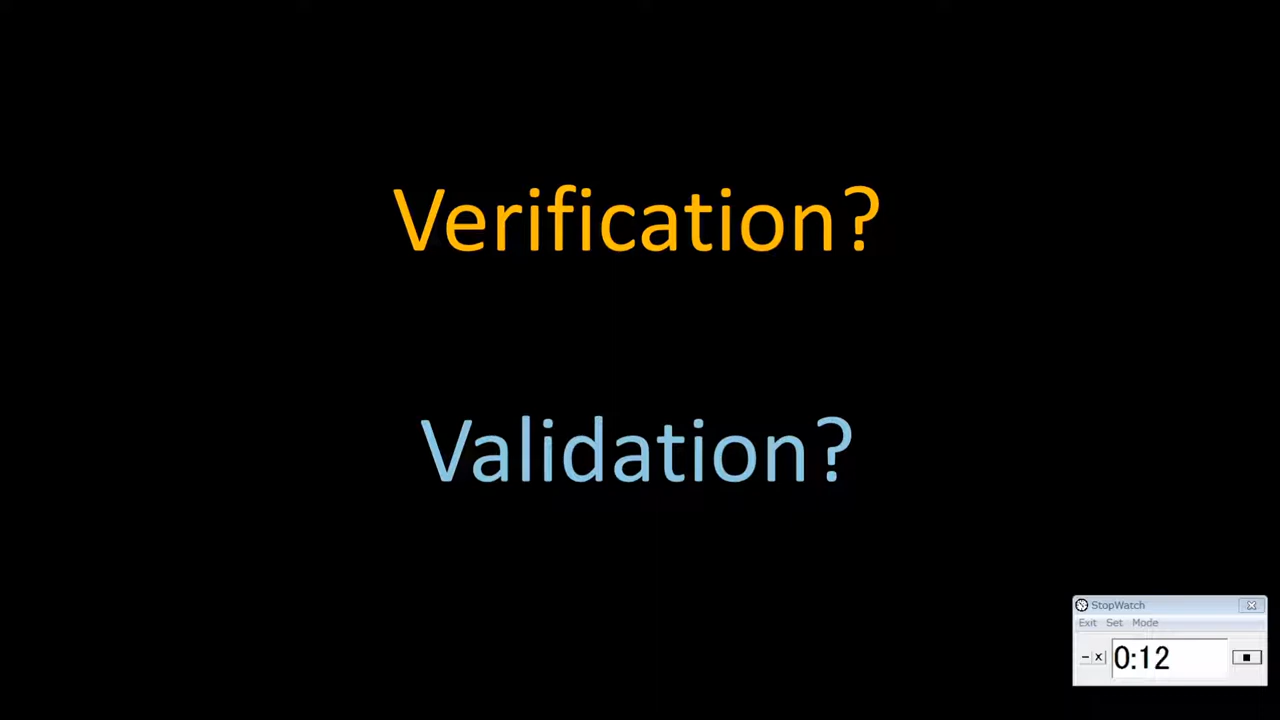 Verification?
Validation?
StopWatch
Exit Set Mode
0:12